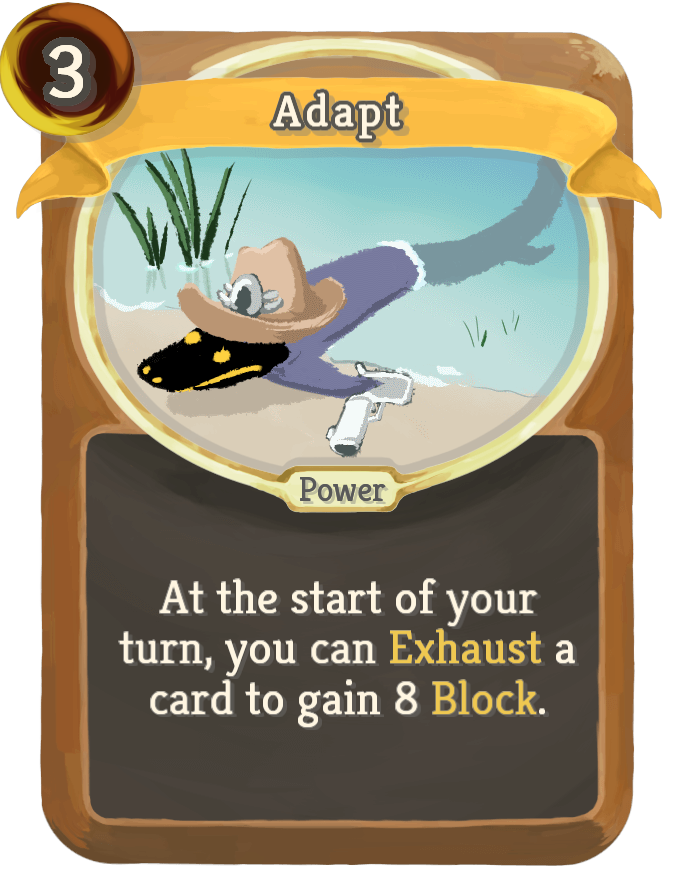 3
Adapt
Power
At the start of your
turn, you can Exhaust a
card to gain 8 Block.